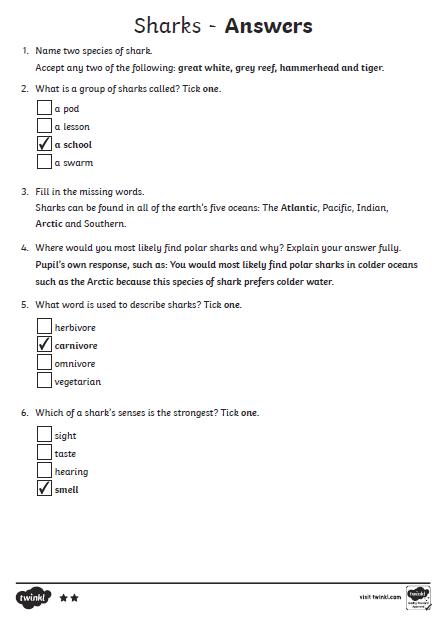 Sharks - Answers
1. Name two species of shark.
Accept any two of the following: great white, grey reef, hammerhead and tiger.
2. What is a group of sharks called? Tick one.
a pod
a lesson
a school
a swarm
3. Fill in the missing words.
Sharks can be found in all of the earth's five oceans: The Atlantic, Pacific, Indian,
Arctic and Southern.
4. Where would you most likely find polar sharks and why? Explain your answer fully.
Pupil's own response, such as: You would most likely find polar sharks in colder oceans
such as the Arctic because this species of shark prefers colder water.
5. What word is used to describe sharks? Tick one.
herbivore
carnivore
omnivore
vegetarian
6. Which of a shark's senses is the strongest? Tick one.
sight
taste
hearing
smell
twinkl
visit twinkl.com
twinkl